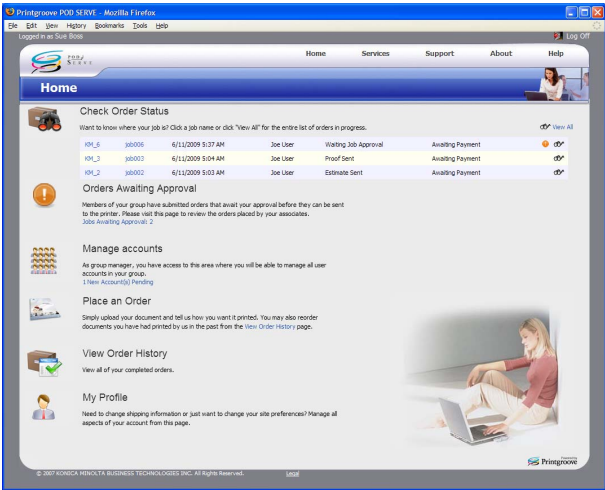 Printgroove POD SERVE - Mozilla Firefox
File Edit View History Bookmarks Tools Help
Logged in as Sue Boss Log Off
POD SERVE
Home Services Support About Help
Home
Check Order Status
Want to know where your job is? Click a job name or click "View All" for the entire list of orders in progress. View All
KM_6 job006 6/11/2009 5:37 AM Joe User Waiting Job Approval Awaiting Payment
KM_3 job003 6/11/2009 5:04 AM Joe User Proof Sent Awaiting Payment
KM_2 job002 6/11/2009 5:03 AM Joe User Estimate Sent Awaiting Payment
Orders Awaiting Approval
Members of your group have submitted orders that await your approval before they can be sent
to the printer. Please visit this page to review the orders placed by your associates.
Jobs Awaiting Approval: 2
Manage accounts
As group manager, you have access to this area where you will be able to manage all user
accounts in your group.
1 New Account(s) Pending
Place an Order
Simply upload your document and tell us how you want it printed. You may also reorder
documents you have had printed by us in the past from the View Order History page.
View Order History
View all of your completed orders.
My Profile
Need to change shipping information or just want to change your site preferences? Manage all
aspects of your account from this page.
Powered by
Printgroove
© 2007 KONICA MINOLTA BUSINESS TECHNOLOGIES INC. All Rights Reserved. Legal